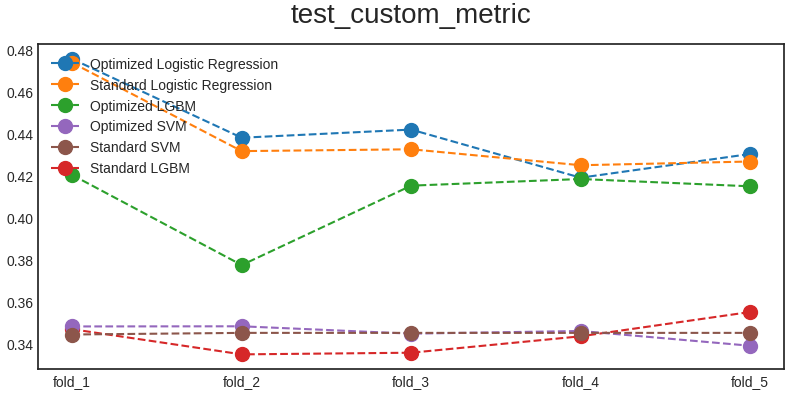 test_custom_metric
0.48
0.46
0.44
0.42
0.40
0.38
0.36
0.34
Optimized Logistic Regression
Standard Logistic Regression
Optimized LGBM
Optimized SVM
Standard SVM
Standard LGBM
fold_1 fold_2 fold_3 fold_4 fold_5